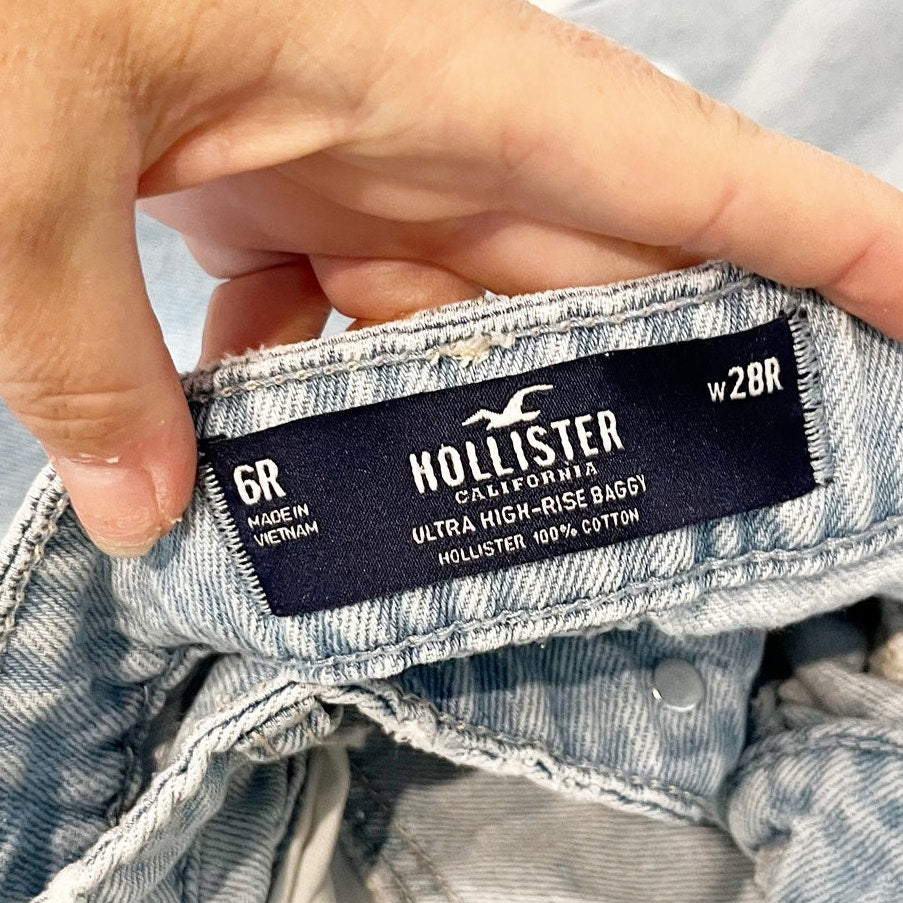 6R
MADE IN
VIETNAM
HOLLISTER
CALIFORNIA
ULTRA HIGH-RISE BAGGY
HOLLISTER 100% COTTON
W28R